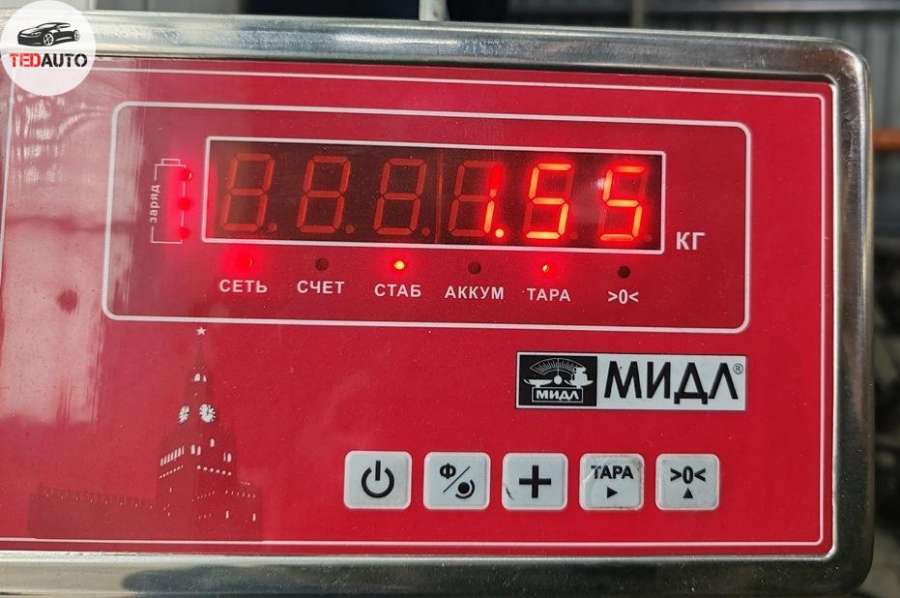 TEDAUTO
заряд
1.55
КГ
СЕТЬ СЧЕТ СТАБ АККУМ ТАРА >0<
МИДЛ МИДЛ®
Ф ТАРА >0<